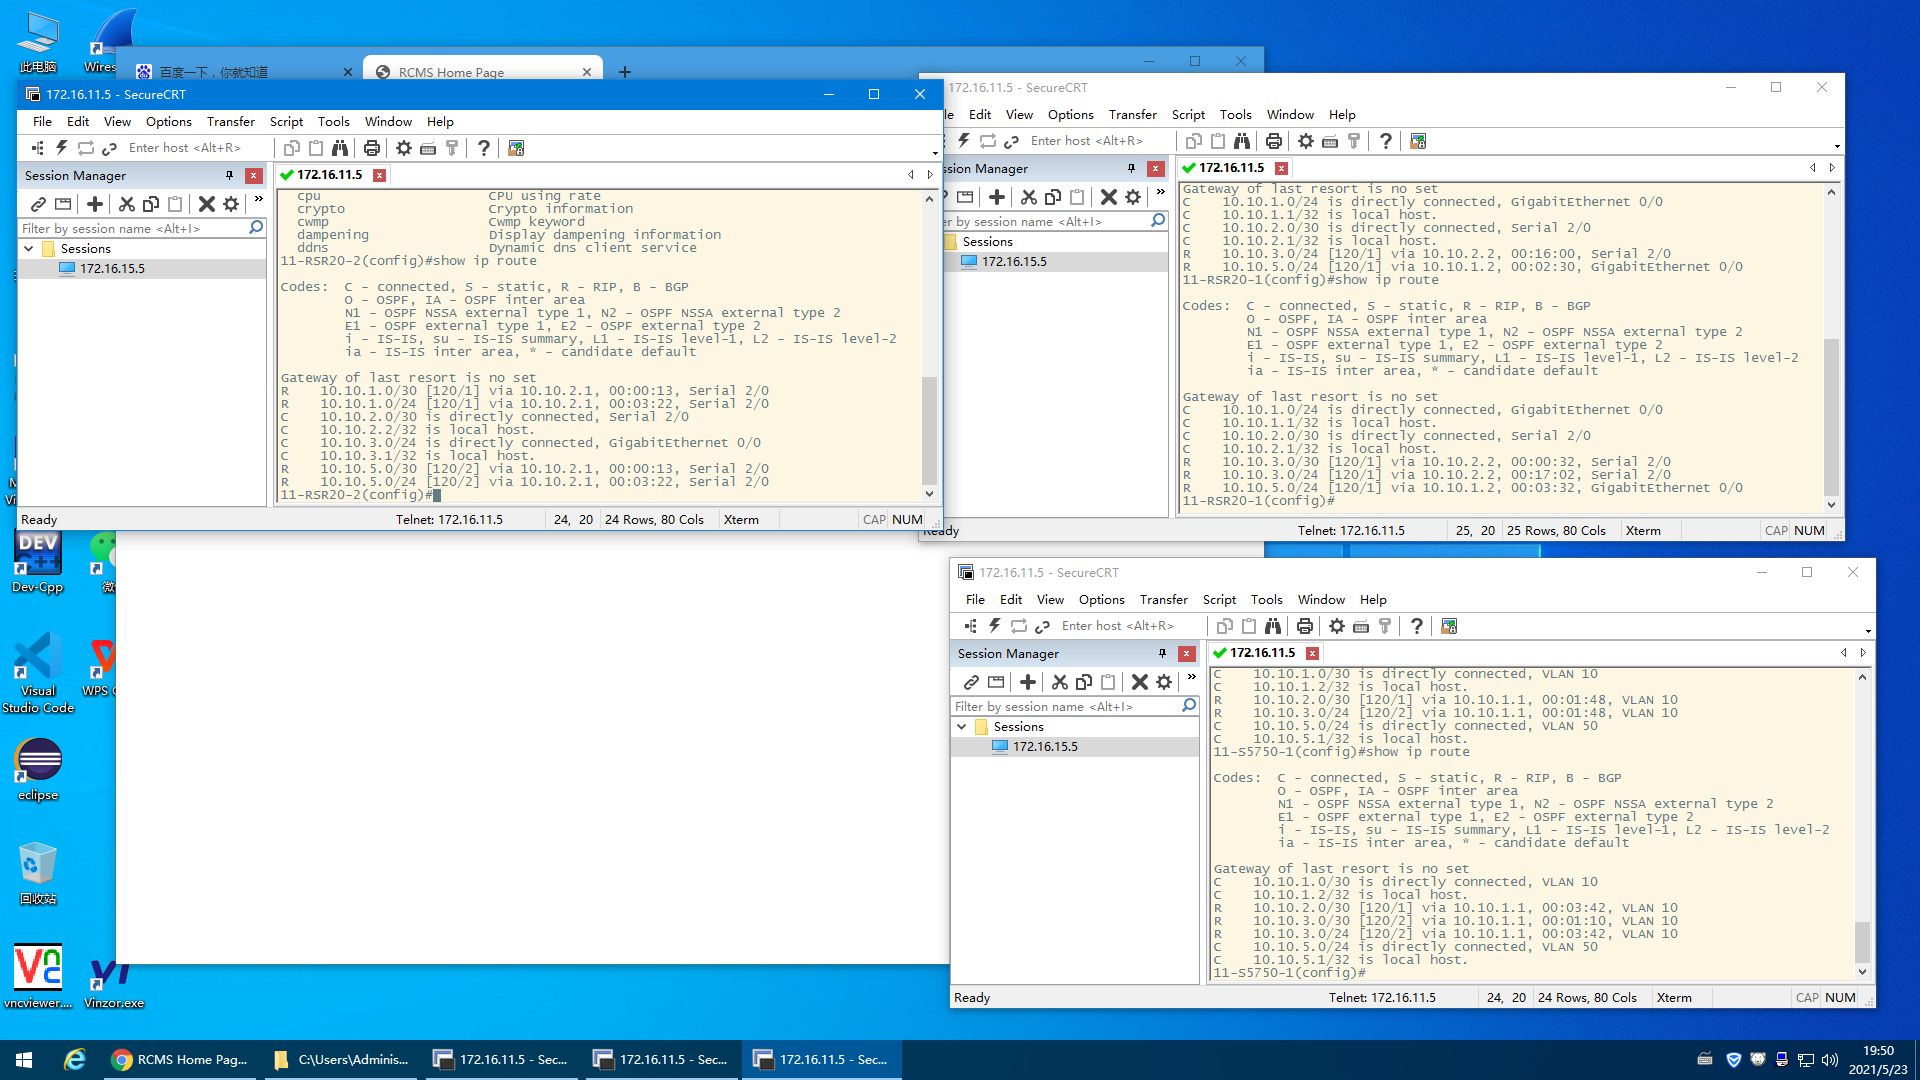 此电脑
Wires
百度一下，你就知道
RCMS Home Page
172.16.11.5 - SecureCRT
File Edit View Options Transfer Script Tools Window Help
Enter host <Alt+R>
Session Manager
172.16.11.5
Filter by session name <Alt+I>
Sessions
172.16.15.5
cpu CPU using rate
crypto Crypto information
cwmp Cwmp keyword
dampening Display dampening information
ddns Dynamic dns client service
11-RSR20-2(config)#show ip route
Codes: C - connected, S - static, R - RIP, B - BGP
O - OSPF, IA - OSPF inter area
N1 - OSPF NSSA external type 1, N2 - OSPF NSSA external type 2
E1 - OSPF external type 1, E2 - OSPF external type 2
i - IS-IS, su - IS-IS summary, L1 - IS-IS level-1, L2 - IS-IS level-2
ia - IS-IS inter area, * - candidate default
Gateway of last resort is no set
R 10.10.1.0/30 [120/1] via 10.10.2.1, 00:00:13, Serial 2/0
R 10.10.1.0/24 [120/1] via 10.10.2.1, 00:03:22, Serial 2/0
C 10.10.2.0/30 is directly connected, Serial 2/0
C 10.10.2.2/32 is local host.
C 10.10.3.0/24 is directly connected, GigabitEthernet 0/0
C 10.10.3.1/32 is local host.
R 10.10.5.0/30 [120/2] via 10.10.2.1, 00:00:13, Serial 2/0
R 10.10.5.0/24 [120/2] via 10.10.2.1, 00:03:22, Serial 2/0
11-RSR20-2(config)#
Ready
Telnet: 172.16.11.5
24, 20
24 Rows, 80 Cols
Xterm
CAP NUM
172.16.11.5 - SecureCRT
le Edit View Options Transfer Script Tools Window Help
Enter host <Alt+R>
ssion Manager
172.16.11.5
er by session name <Alt+I>
Sessions
172.16.15.5
Gateway of last resort is no set
C 10.10.1.0/24 is directly connected, GigabitEthernet 0/0
C 10.10.1.1/32 is local host.
C 10.10.2.0/30 is directly connected, Serial 2/0
C 10.10.2.1/32 is local host.
R 10.10.3.0/24 [120/1] via 10.10.2.2, 00:16:00, Serial 2/0
R 10.10.5.0/24 [120/1] via 10.10.1.2, 00:02:30, GigabitEthernet 0/0
11-RSR20-1(config)#show ip route
Codes: C - connected, S - static, R - RIP, B - BGP
O - OSPF, IA - OSPF inter area
N1 - OSPF NSSA external type 1, N2 - OSPF NSSA external type 2
E1 - OSPF external type 1, E2 - OSPF external type 2
i - IS-IS, su - IS-IS summary, L1 - IS-IS level-1, L2 - IS-IS level-2
ia - IS-IS inter area, * - candidate default
Gateway of last resort is no set
C 10.10.1.0/24 is directly connected, GigabitEthernet 0/0
C 10.10.1.1/32 is local host.
C 10.10.2.0/30 is directly connected, Serial 2/0
C 10.10.2.1/32 is local host.
R 10.10.3.0/30 [120/1] via 10.10.2.2, 00:00:32, Serial 2/0
R 10.10.3.0/24 [120/1] via 10.10.2.2, 00:17:02, Serial 2/0
R 10.10.5.0/24 [120/1] via 10.10.1.2, 00:03:32, GigabitEthernet 0/0
11-RSR20-1(config)#
Ready
Telnet: 172.16.11.5
25, 20
25 Rows, 80 Cols
Xterm
CAP NUM
172.16.11.5 - SecureCRT
File Edit View Options Transfer Script Tools Window Help
Enter host <Alt+R>
Session Manager
172.16.11.5
Filter by session name <Alt+I>
Sessions
172.16.15.5
C 10.10.1.0/30 is directly connected, VLAN 10
C 10.10.1.2/32 is local host.
R 10.10.2.0/30 [120/1] via 10.10.1.1, 00:01:48, VLAN 10
R 10.10.3.0/24 [120/2] via 10.10.1.1, 00:01:48, VLAN 10
C 10.10.5.0/24 is directly connected, VLAN 50
C 10.10.5.1/32 is local host.
11-S5750-1(config)#show ip route
Codes: C - connected, S - static, R - RIP, B - BGP
O - OSPF, IA - OSPF inter area
N1 - OSPF NSSA external type 1, N2 - OSPF NSSA external type 2
E1 - OSPF external type 1, E2 - OSPF external type 2
i - IS-IS, su - IS-IS summary, L1 - IS-IS level-1, L2 - IS-IS level-2
ia - IS-IS inter area, * - candidate default
Gateway of last resort is no set
C 10.10.1.0/30 is directly connected, VLAN 10
C 10.10.1.2/32 is local host.
R 10.10.2.0/30 [120/1] via 10.10.1.1, 00:03:42, VLAN 10
R 10.10.3.0/30 [120/2] via 10.10.1.1, 00:01:10, VLAN 10
R 10.10.3.0/24 [120/2] via 10.10.1.1, 00:03:42, VLAN 10
C 10.10.5.0/24 is directly connected, VLAN 50
C 10.10.5.1/32 is local host.
11-S5750-1(config)#
Ready
Telnet: 172.16.11.5
24, 20
24 Rows, 80 Cols
Xterm
CAP NUM
DEV
C++
Dev-Cpp
微
Visual Studio Code
WPS
eclipse
回收站
vncviewer....
Vinzor.exe
RCMS Home Pag...
C:\Users\Adminis...
172.16.11.5 - Sec...
172.16.11.5 - Sec...
172.16.11.5 - Sec...
19:50
2021/5/23